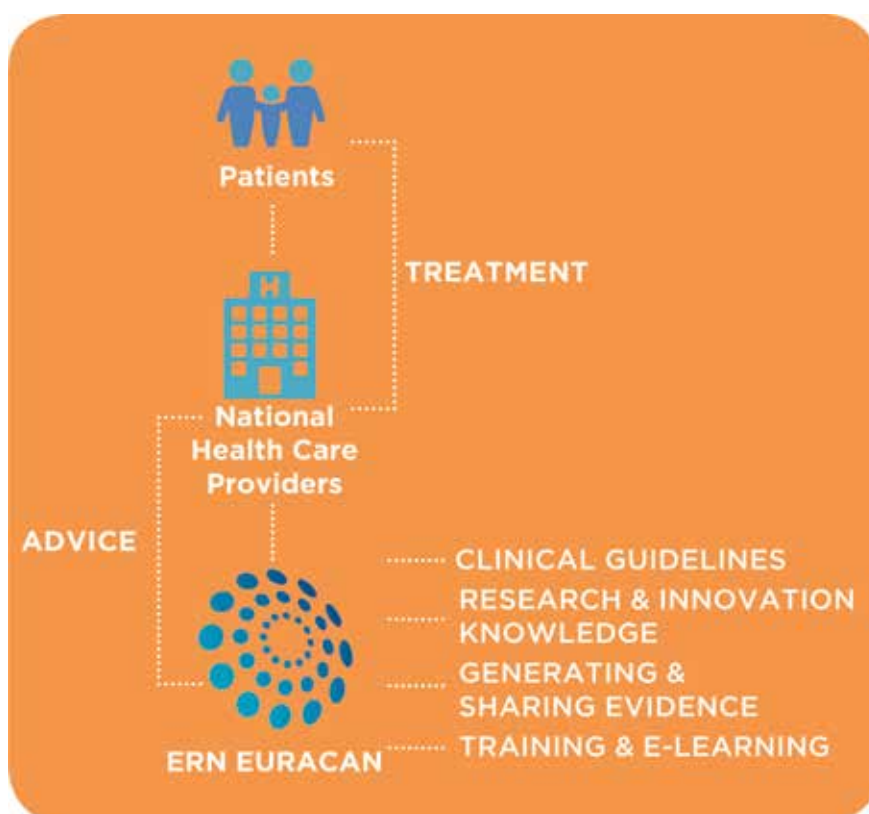 Patients
TREATMENT
H
National
Health Care
Providers
ADVICE
CLINICAL GUIDELINES
RESEARCH & INNOVATION
KNOWLEDGE
GENERATING &
SHARING EVIDENCE
TRAINING & E-LEARNING
ERN EURACAN